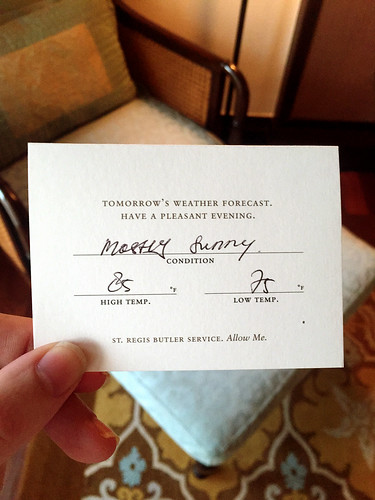 TOMORROW'S WEATHER FORECAST.
HAVE A PLEASANT EVENING.
Mostly Sunny.
CONDITION
85 °F 75 °F
HIGH TEMP. LOW TEMP.
ST. REGIS BUTLER SERVICE. Allow Me.